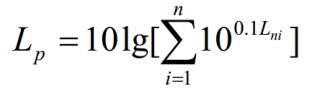 L_p = 10lg[∑_{i=1}^{n} 10^{0.1L_{ni}}]